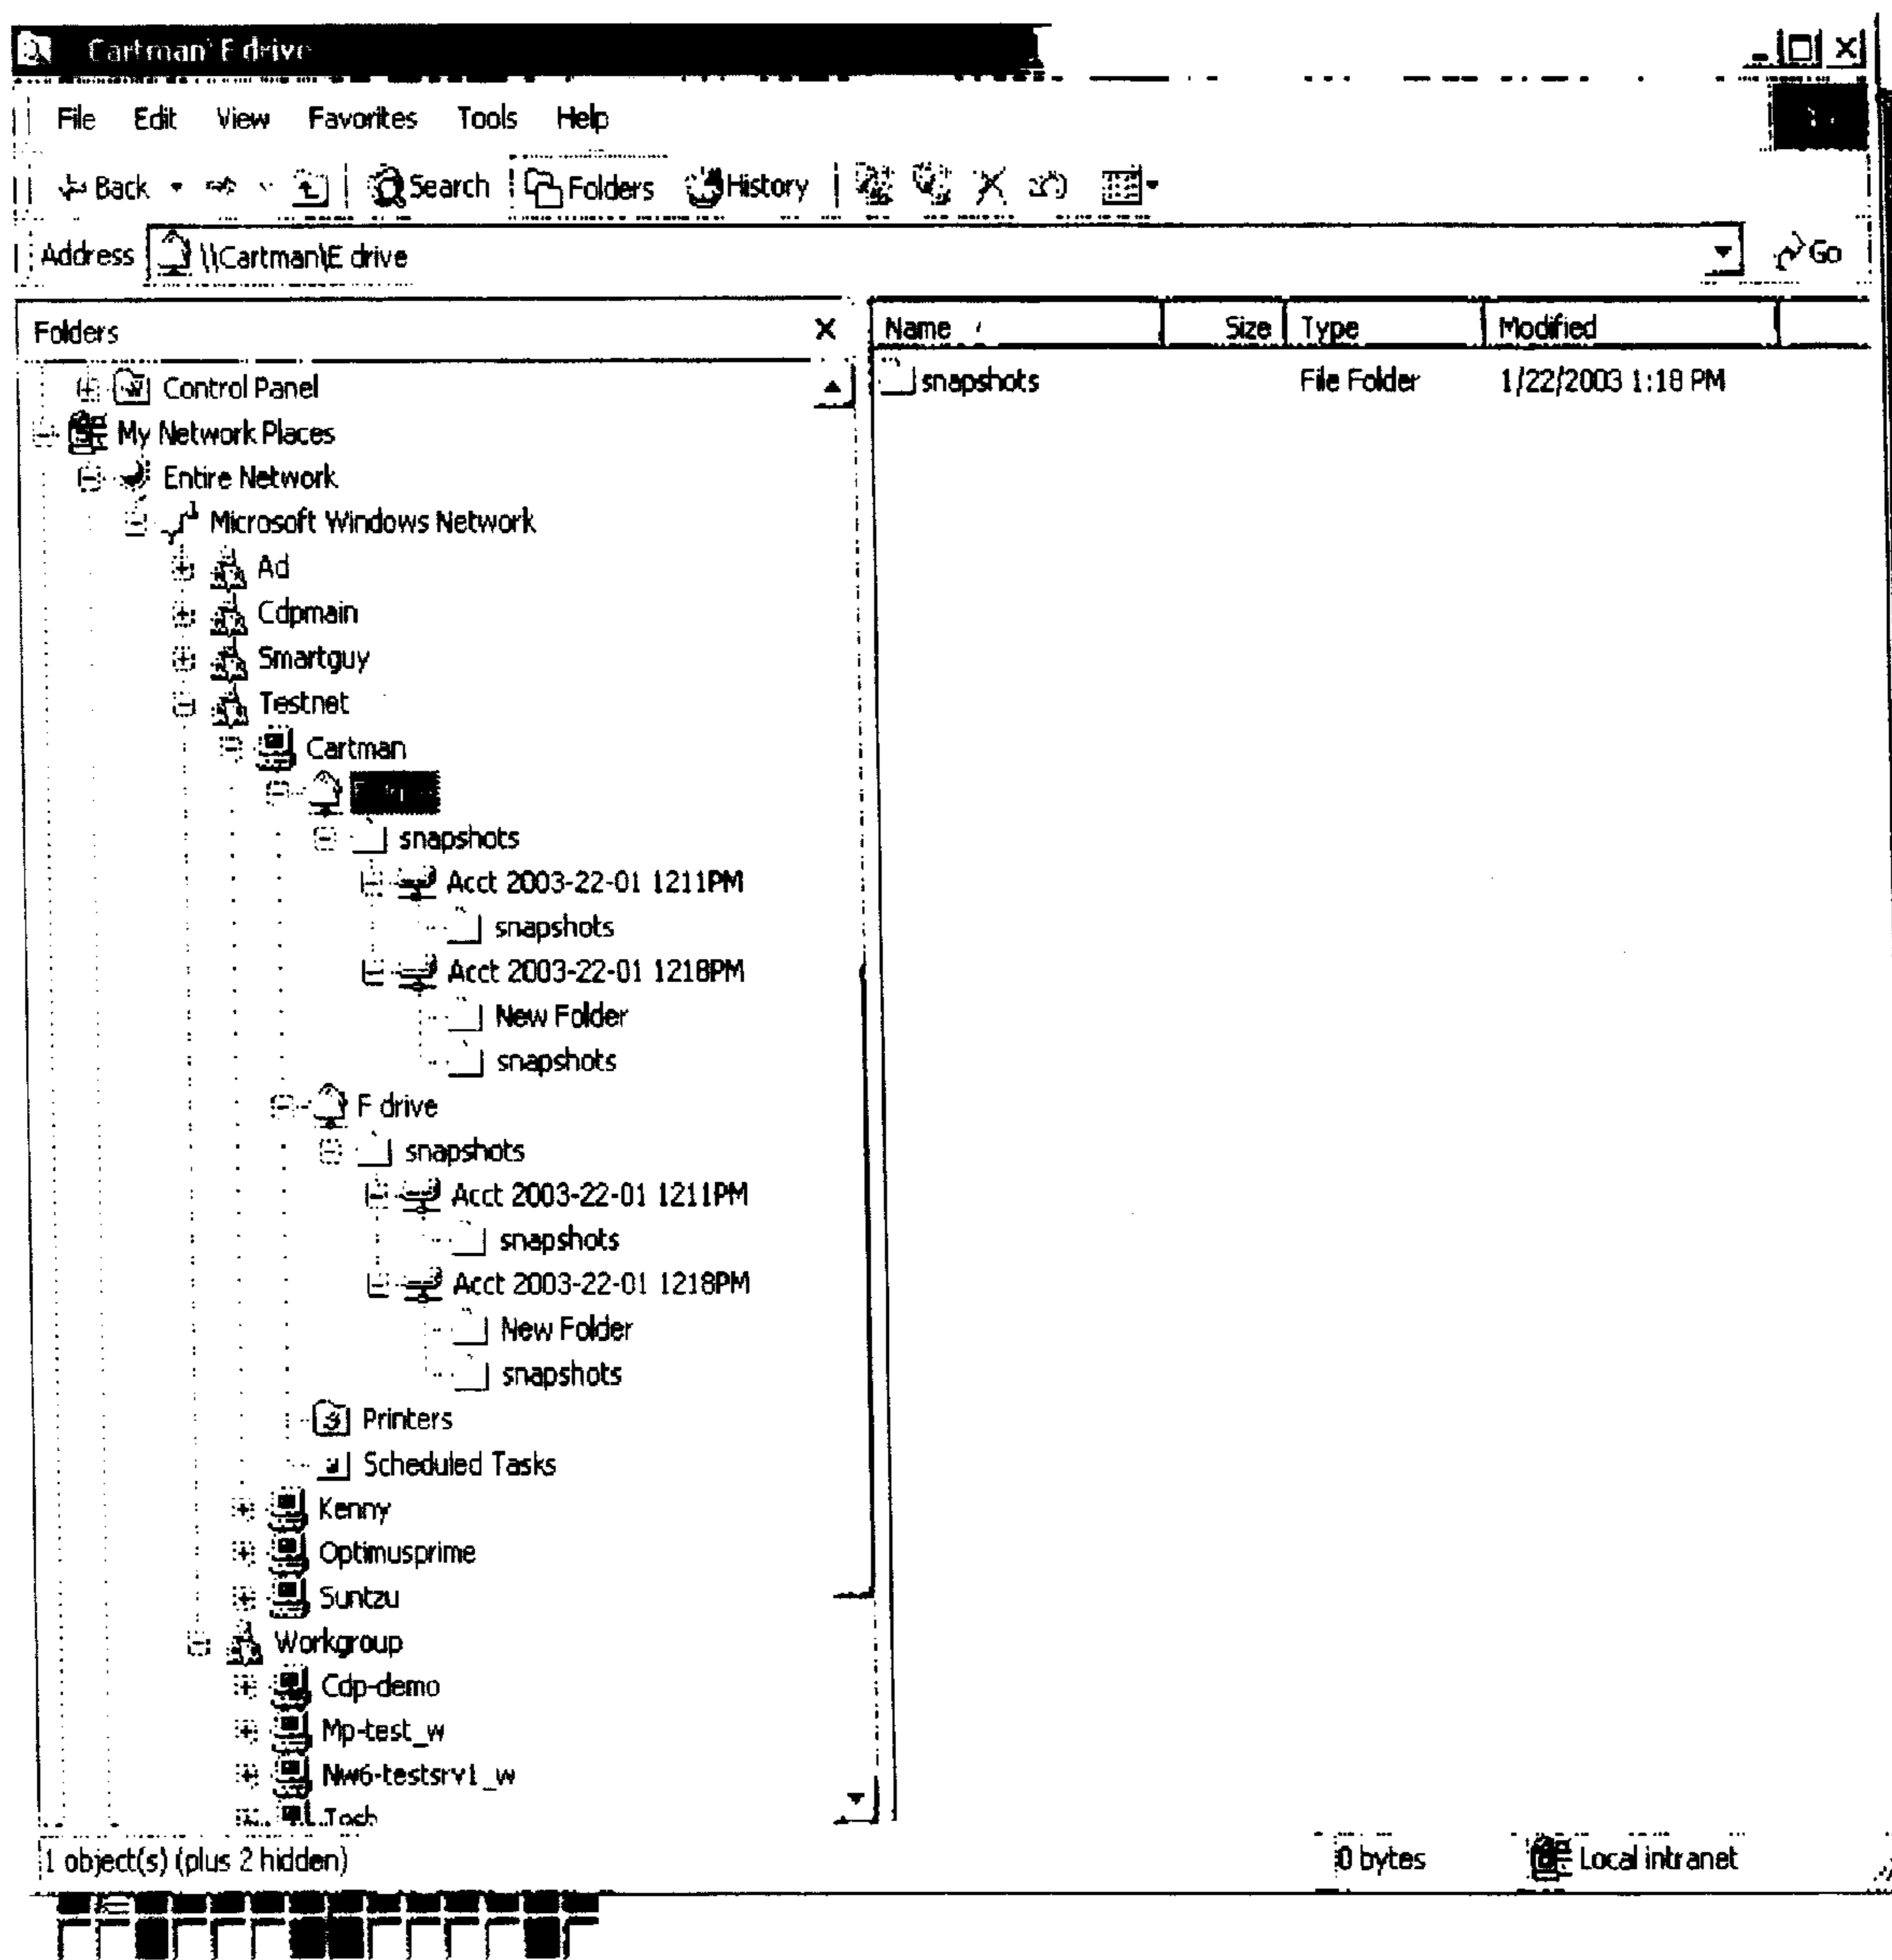 Cartman' E drive
File Edit View Favorites Tools Help
Back Search Folders History
Address \\Cartman\E drive Go
Folders
Name Size Type Modified
snapshots File Folder 1/22/2003 1:18 PM
Control Panel
My Network Places
Entire Network
Microsoft Windows Network
Ad
Cdpmain
Smartguy
Testnet
Cartman
snapshots
Acct 2003-22-01 1211PM
snapshots
Acct 2003-22-01 1218PM
New Folder
snapshots
F drive
snapshots
Acct 2003-22-01 1211PM
snapshots
Acct 2003-22-01 1218PM
New Folder
snapshots
Printers
Scheduled Tasks
Kenny
Optimusprime
Suntzu
Workgroup
Cdp-demo
Mp-test_w
Nw6-testsrv1_w
1 object(s) (plus 2 hidden) 0 bytes Local intranet